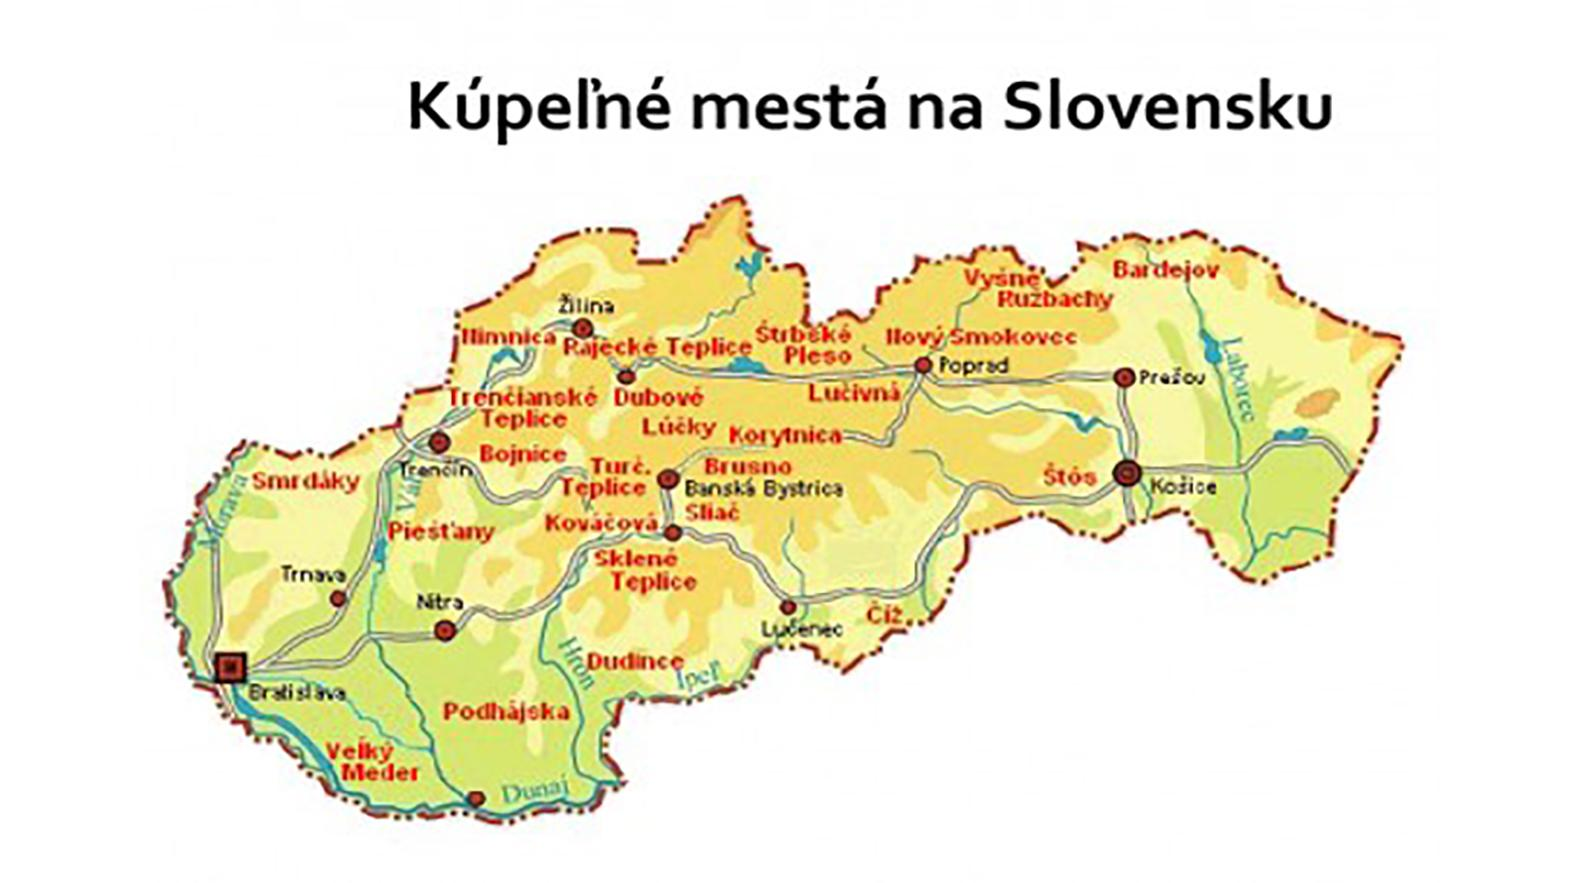 Kúpeľné mestá na Slovensku
Vyšné
Ružbachy
Bardejov
Žilina
Nimnica
Rajecké Teplice
Štrbské
Pleso
Nový Smokovec
Poprad
Prešov
Laborec
Trenčianské
Teplice
Dubové
Lučivná
Lúčky
Korytnica
Trenčín
Bojnice
Smrdáky
Turč.
Teplice
Brusno
Banská Bystrica
Štós
Košice
Morava
Váh
Piešťany
Kováčová
Sliač
Sklené
Teplice
Trnava
Nitra
Lučenec
Číž
Hron
Dudince
Ipeľ
Bratislava
Podhájska
Veľký
Meder
Dunaj